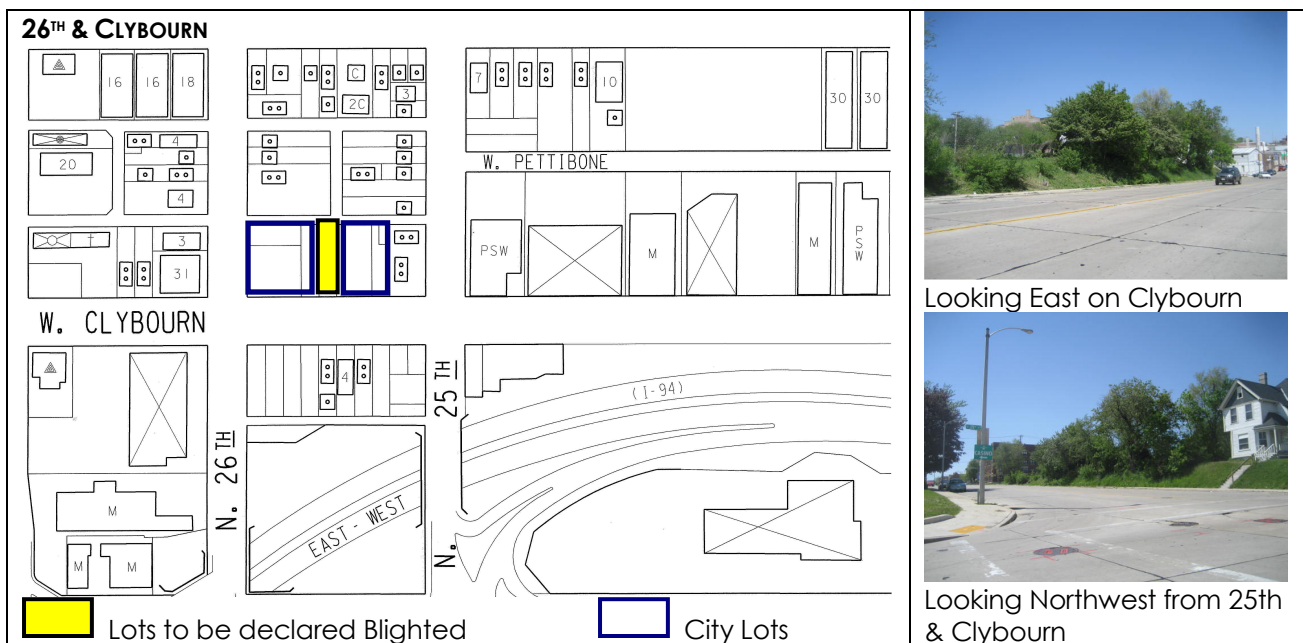 26TH & CLYBOURN
16 16 18
C
2C 3
7 10
30 30
4
20
4
W. PETTIBONE
3
31
PSW M M PSW
W. CLYBOURN
4
N. 25TH
(I-94)
N. 26TH
M
M M
EAST-WEST
Lots to be declared Blighted
City Lots
Looking East on Clybourn
Looking Northwest from 25th
& Clybourn